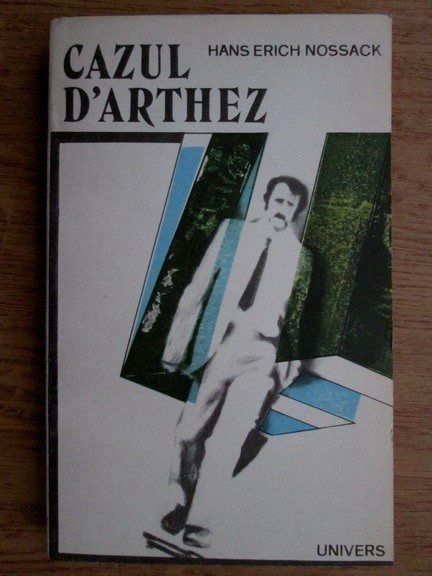 CAZUL
D'ARTHEZ
HANS ERICH NOSSACK
UNIVERS